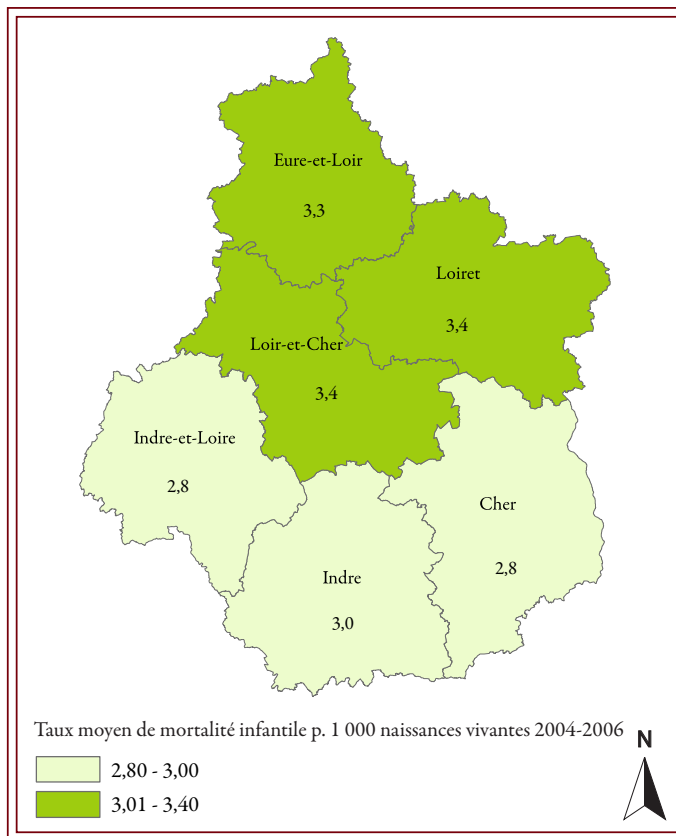 Eure-et-Loir
3,3
Loiret
3,4
Loir-et-Cher
3,4
Indre-et-Loire
2,8
Cher
2,8
Indre
3,0
Taux moyen de mortalité infantile p. 1 000 naissances vivantes 2004-2006
N
2,80 - 3,00
3,01 - 3,40